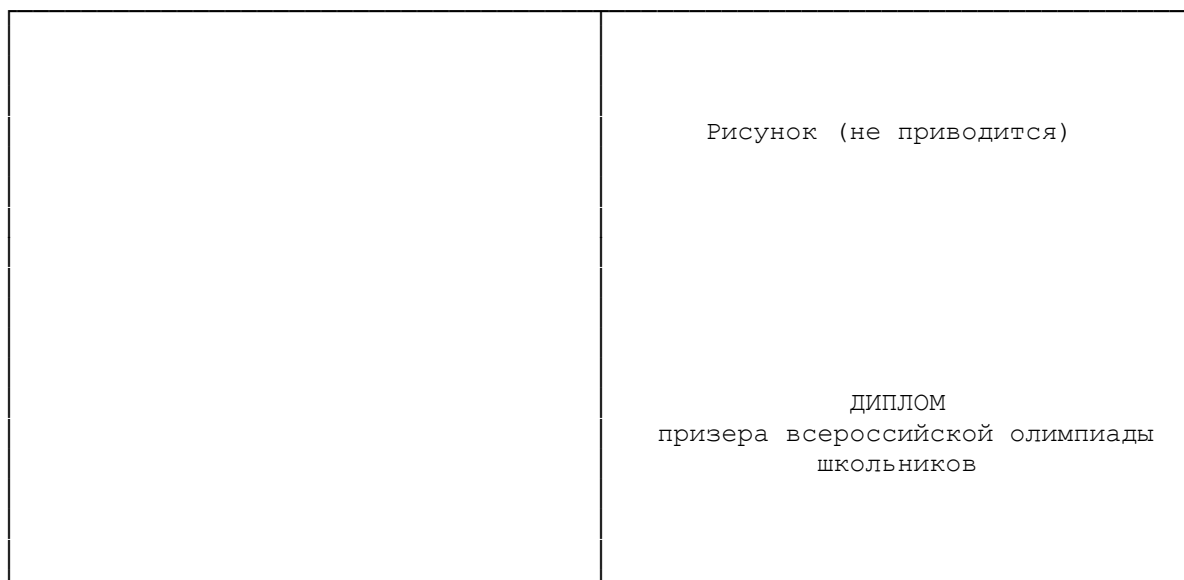 Рисунок (не приводится)
ДИПЛОМ
призера всероссийской олимпиады
школьников